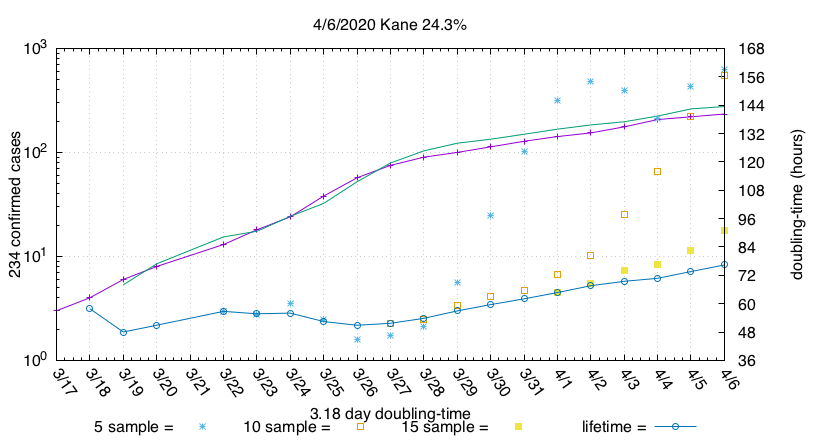 4/6/2020 Kane 24.3%
10³ 168
156
144
132
10² 120
108
96
84
10¹ 72
60
48
10⁰ 36
234 confirmed cases
doubling-time (hours)
3/17 3/18 3/19 3/20 3/21 3/22 3/23 3/24 3/25 3/26 3/27 3/28 3/29 3/30 3/31 4/1 4/2 4/3 4/4 4/5 4/6
3.18 day doubling-time
5 sample = 10 sample = 15 sample = lifetime =